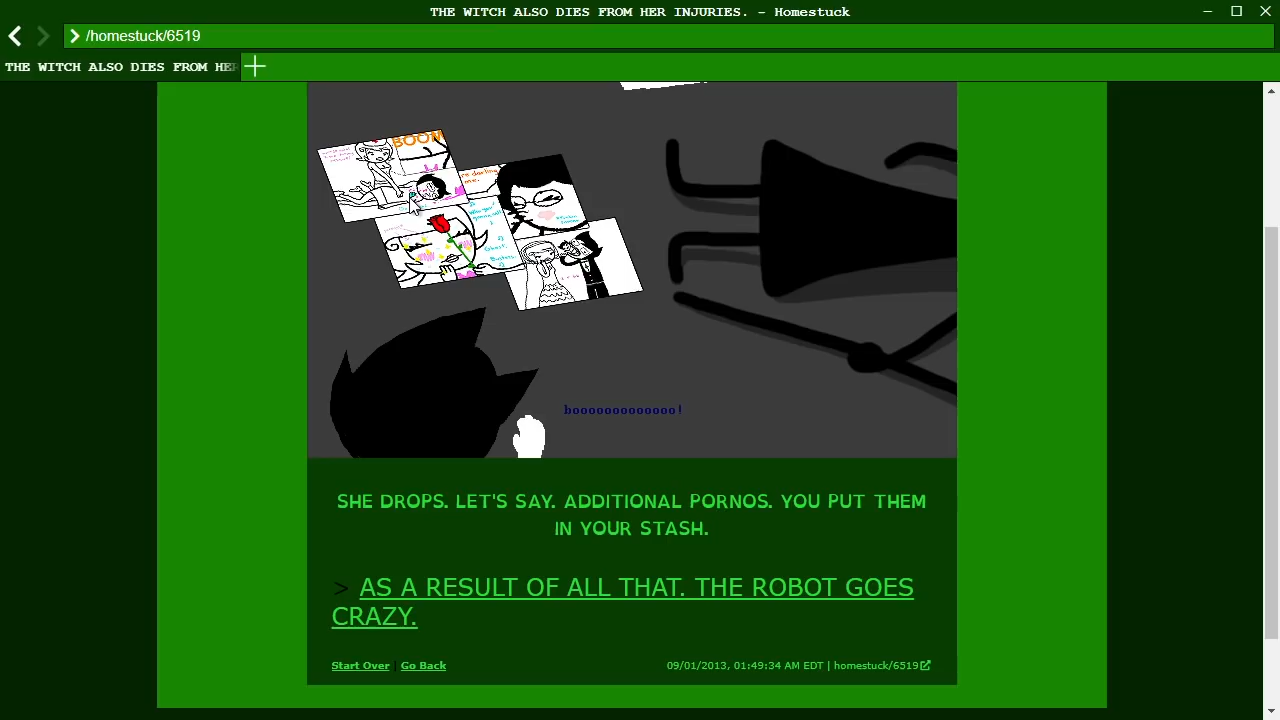 THE WITCH ALSO DIES FROM HER INJURIES. - Homestuck
/homestuck/6519
THE WITCH ALSO DIES FROM HER
BOOM
booooooooooooo!
SHE DROPS. LET'S SAY. ADDITIONAL PORNOS. YOU PUT THEM
IN YOUR STASH.
> AS A RESULT OF ALL THAT. THE ROBOT GOES
CRAZY.
Start Over | Go Back
09/01/2013, 01:49:34 AM EDT | homestuck/6519